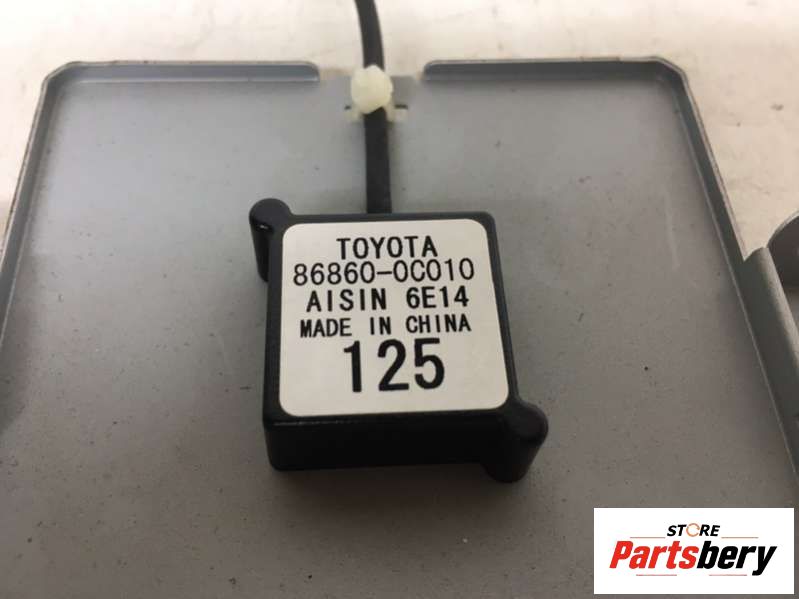 TOYOTA
86860-0C010
AISIN 6E14
MADE IN CHINA
125
STORE
Partsbery